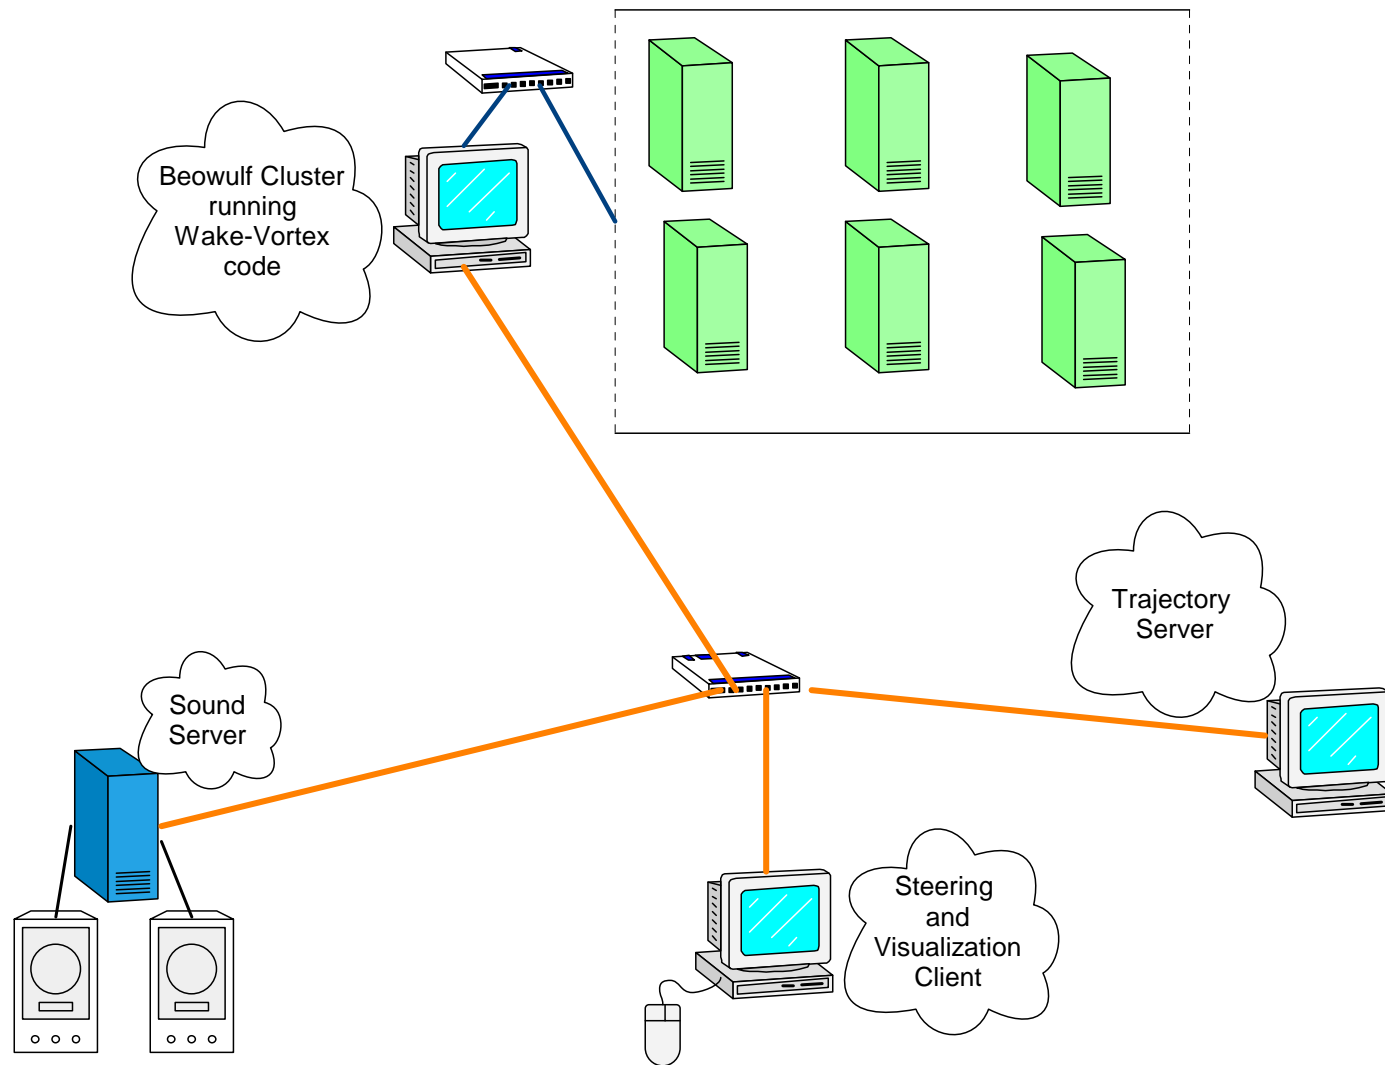 Beowulf Cluster
running
Wake-Vortex
code
Trajectory
Server
Sound
Server
Steering
and
Visualization
Client